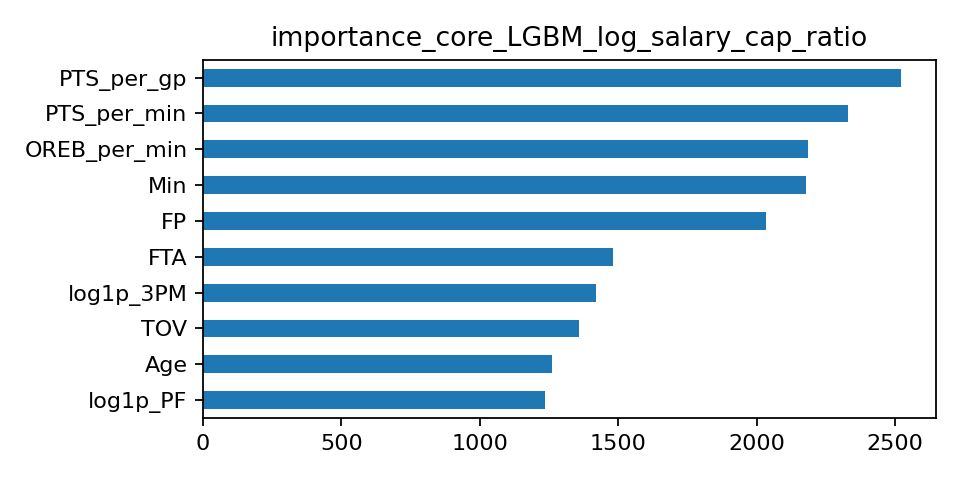 importance_core_LGBM_log_salary_cap_ratio
PTS_per_gp
PTS_per_min
OREB_per_min
Min
FP
FTA
log1p_3PM
TOV
Age
log1p_PF
0 500 1000 1500 2000 2500